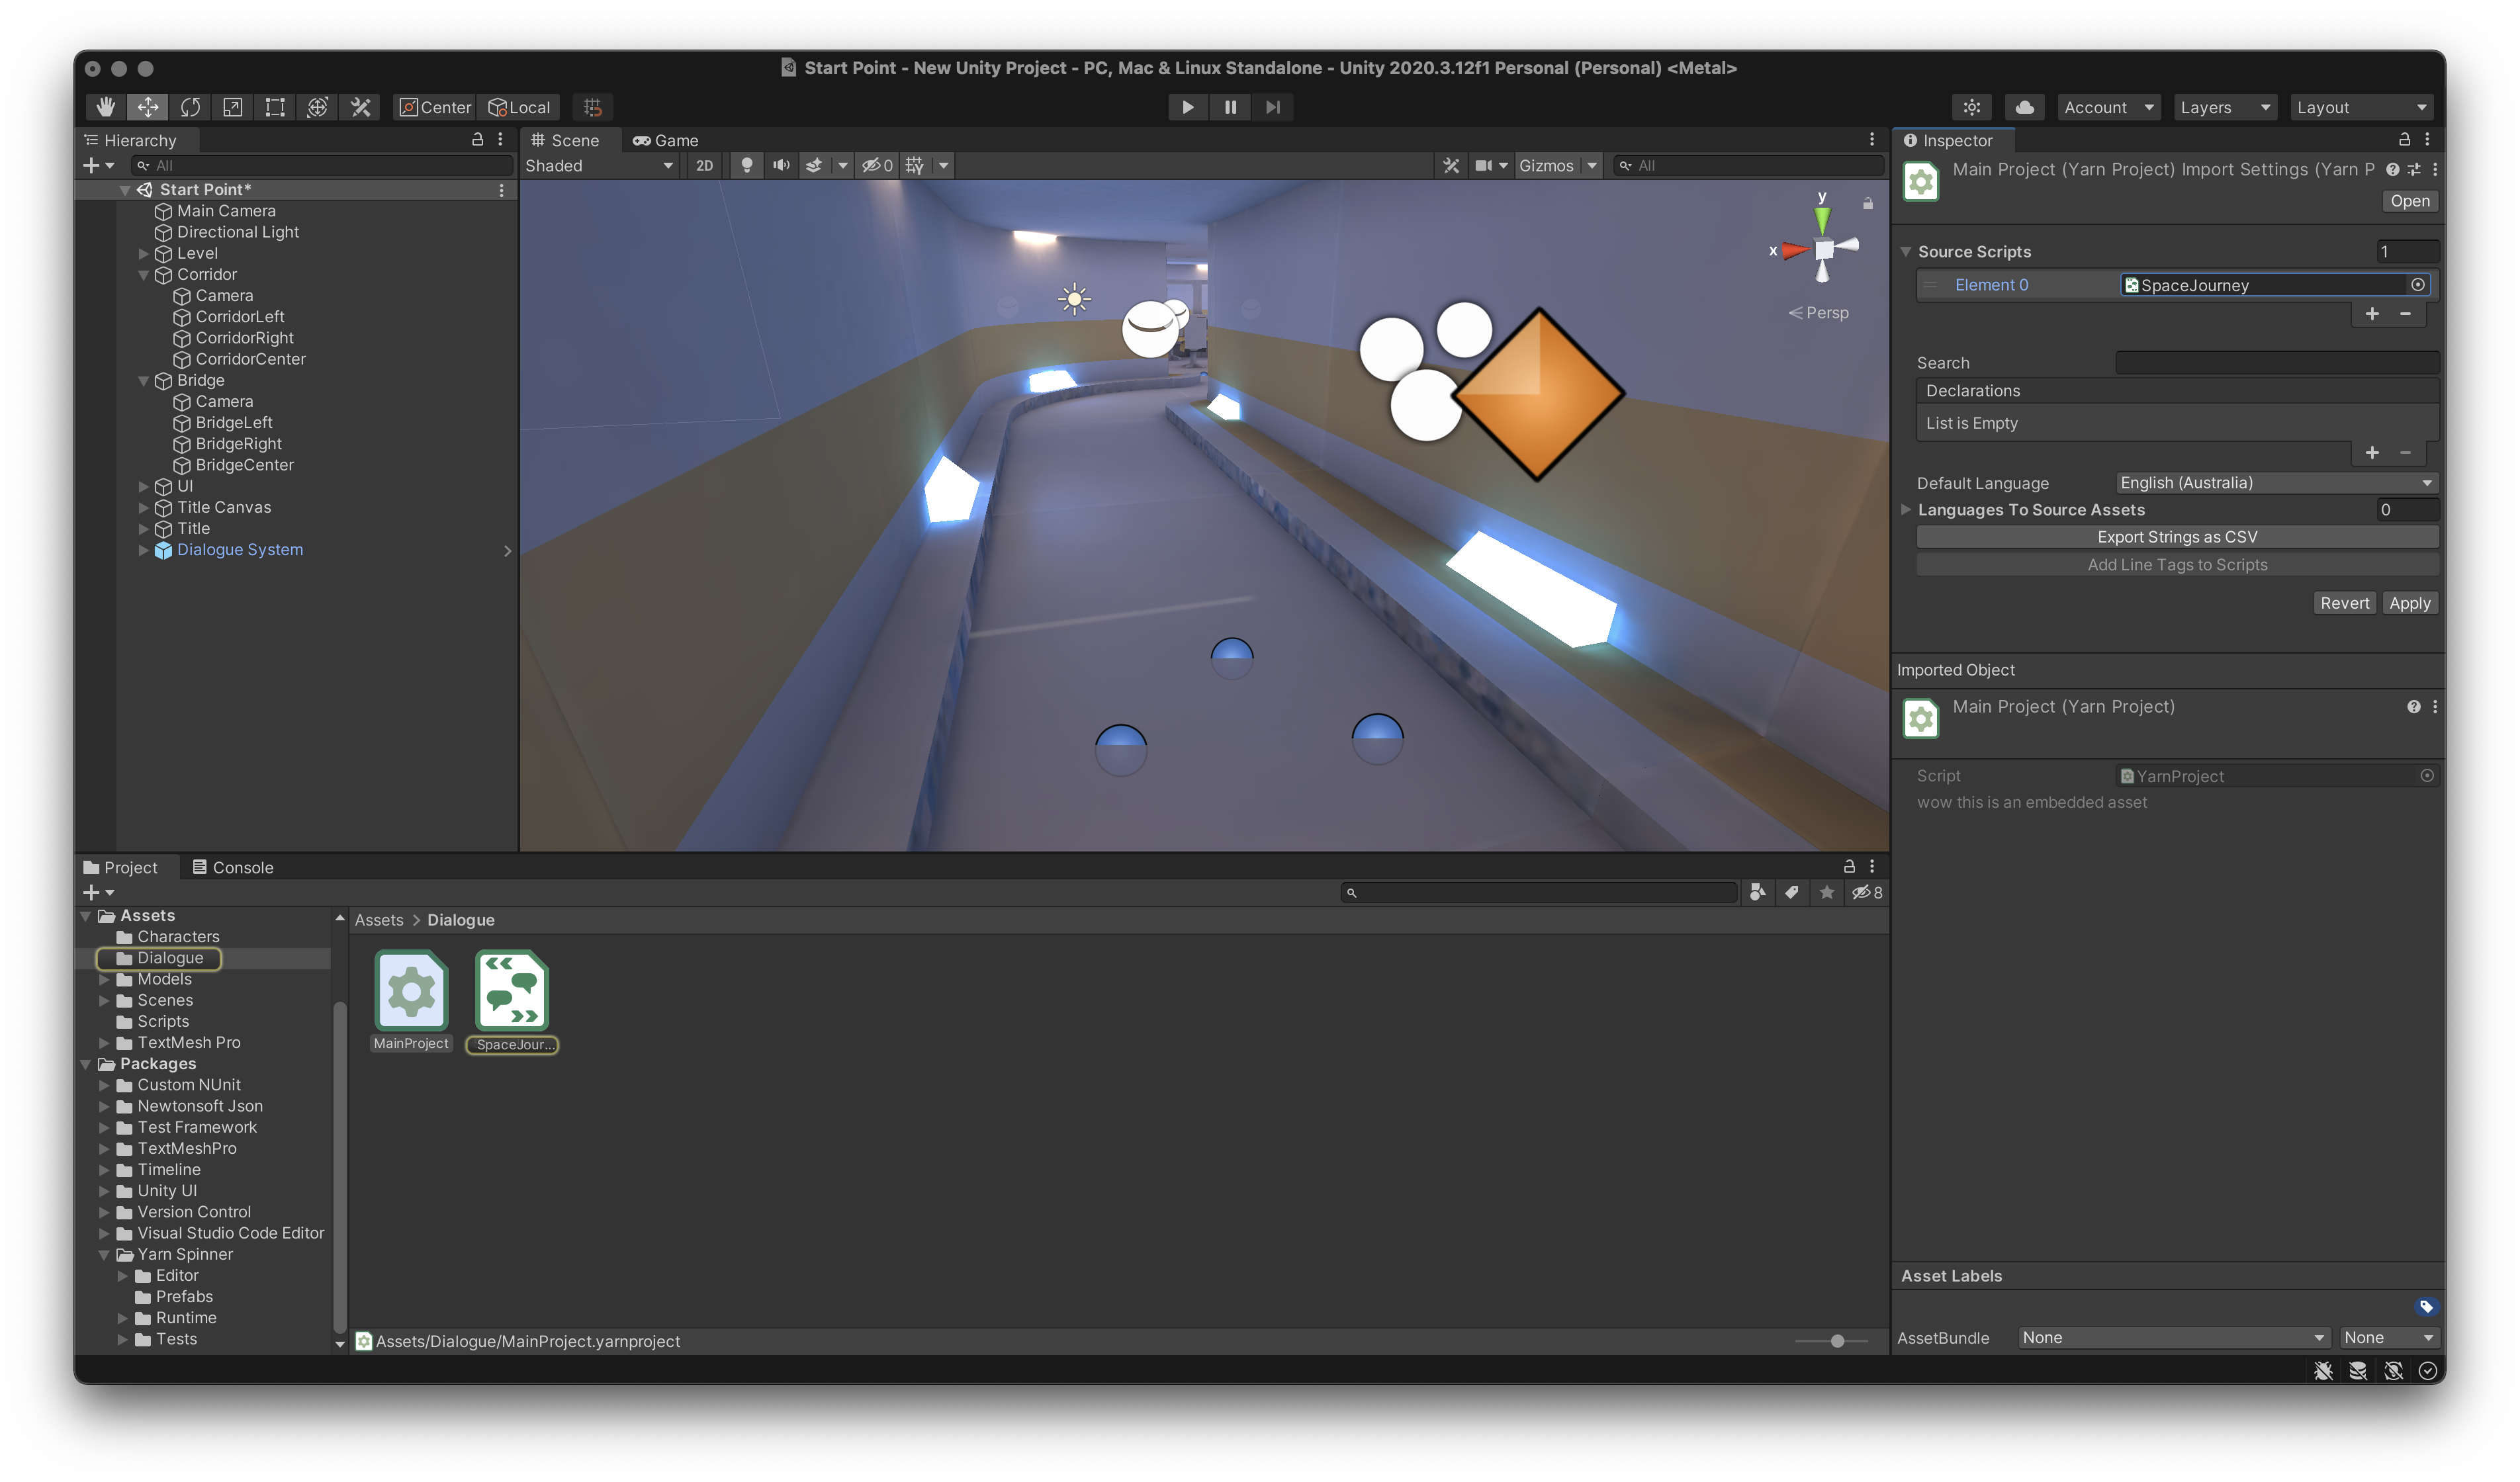 Start Point - New Unity Project - PC, Mac & Linux Standalone - Unity 2020.3.12f1 Personal (Personal) <Metal>
Center
Local
Account
Layers
Layout
Hierarchy
All
Start Point*
Main Camera
Directional Light
Level
Corridor
Camera
CorridorLeft
CorridorRight
CorridorCenter
Bridge
Camera
BridgeLeft
BridgeRight
BridgeCenter
UI
Title Canvas
Title
Dialogue System
Scene
Game
Shaded
2D
0
Gizmos
All
y
x
Persp
Inspector
Main Project (Yarn Project) Import Settings (Yarn P
Open
Source Scripts
1
Element 0
SpaceJourney
Search
Declarations
List is Empty
Default Language
English (Australia)
Languages To Source Assets
0
Export Strings as CSV
Add Line Tags to Scripts
Revert
Apply
Imported Object
Main Project (Yarn Project)
Script
YarnProject
wow this is an embedded asset
Asset Labels
AssetBundle
None
None
Project
Console
8
Assets
Characters
Dialogue
Models
Scenes
Scripts
TextMesh Pro
Packages
Custom NUnit
Newtonsoft Json
Test Framework
TextMeshPro
Timeline
Unity UI
Version Control
Visual Studio Code Editor
Yarn Spinner
Editor
Prefabs
Runtime
Tests
Assets > Dialogue
MainProject
SpaceJour...
Assets/Dialogue/MainProject.yarnproject